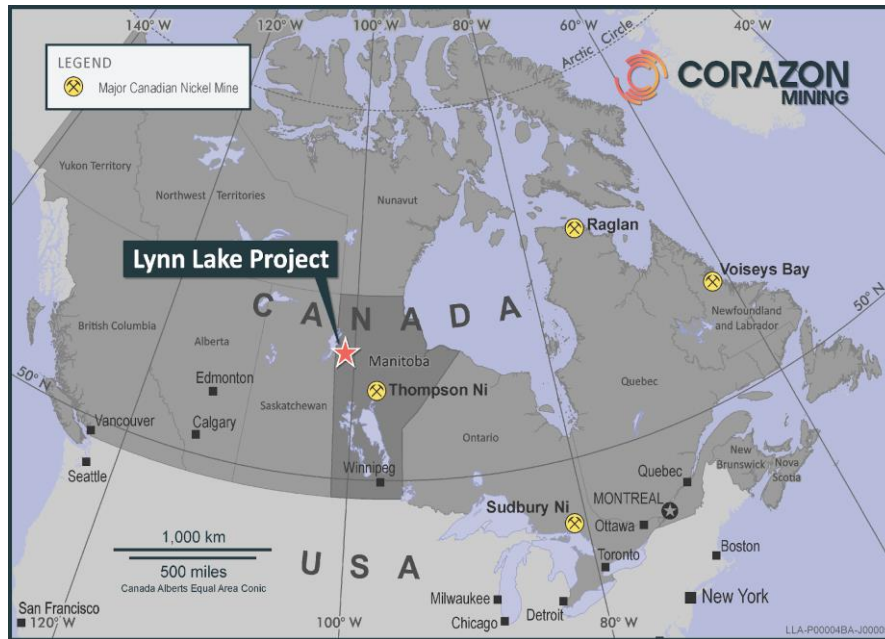 140° W
120° W
100° W
80° W
60° W
40° W
Arctic Circle
LEGEND
Major Canadian Nickel Mine
CORAZON
MINING
Yukon Territory
Northwest Territories
Nunavut
Raglan
Lynn Lake Project
Voiseys Bay
50° N
CANADA
Newfoundland
and Labrador
British Columbia
Alberta
Manitoba
Edmonton
Thompson Ni
Quebec
50° N
Saskatchewan
Vancouver
Calgary
Ontario
Seattle
Winnipeg
Quebec
New
Brunswick
Nova
Scotia
Sudbury Ni
MONTREAL
Ottawa
1,000 km
500 miles
Canada Alberts Equal Area Conic
USA
Toronto
Boston
Milwaukee
Detroit
New York
San Francisco
Chicago
120° W
100° W
80° W